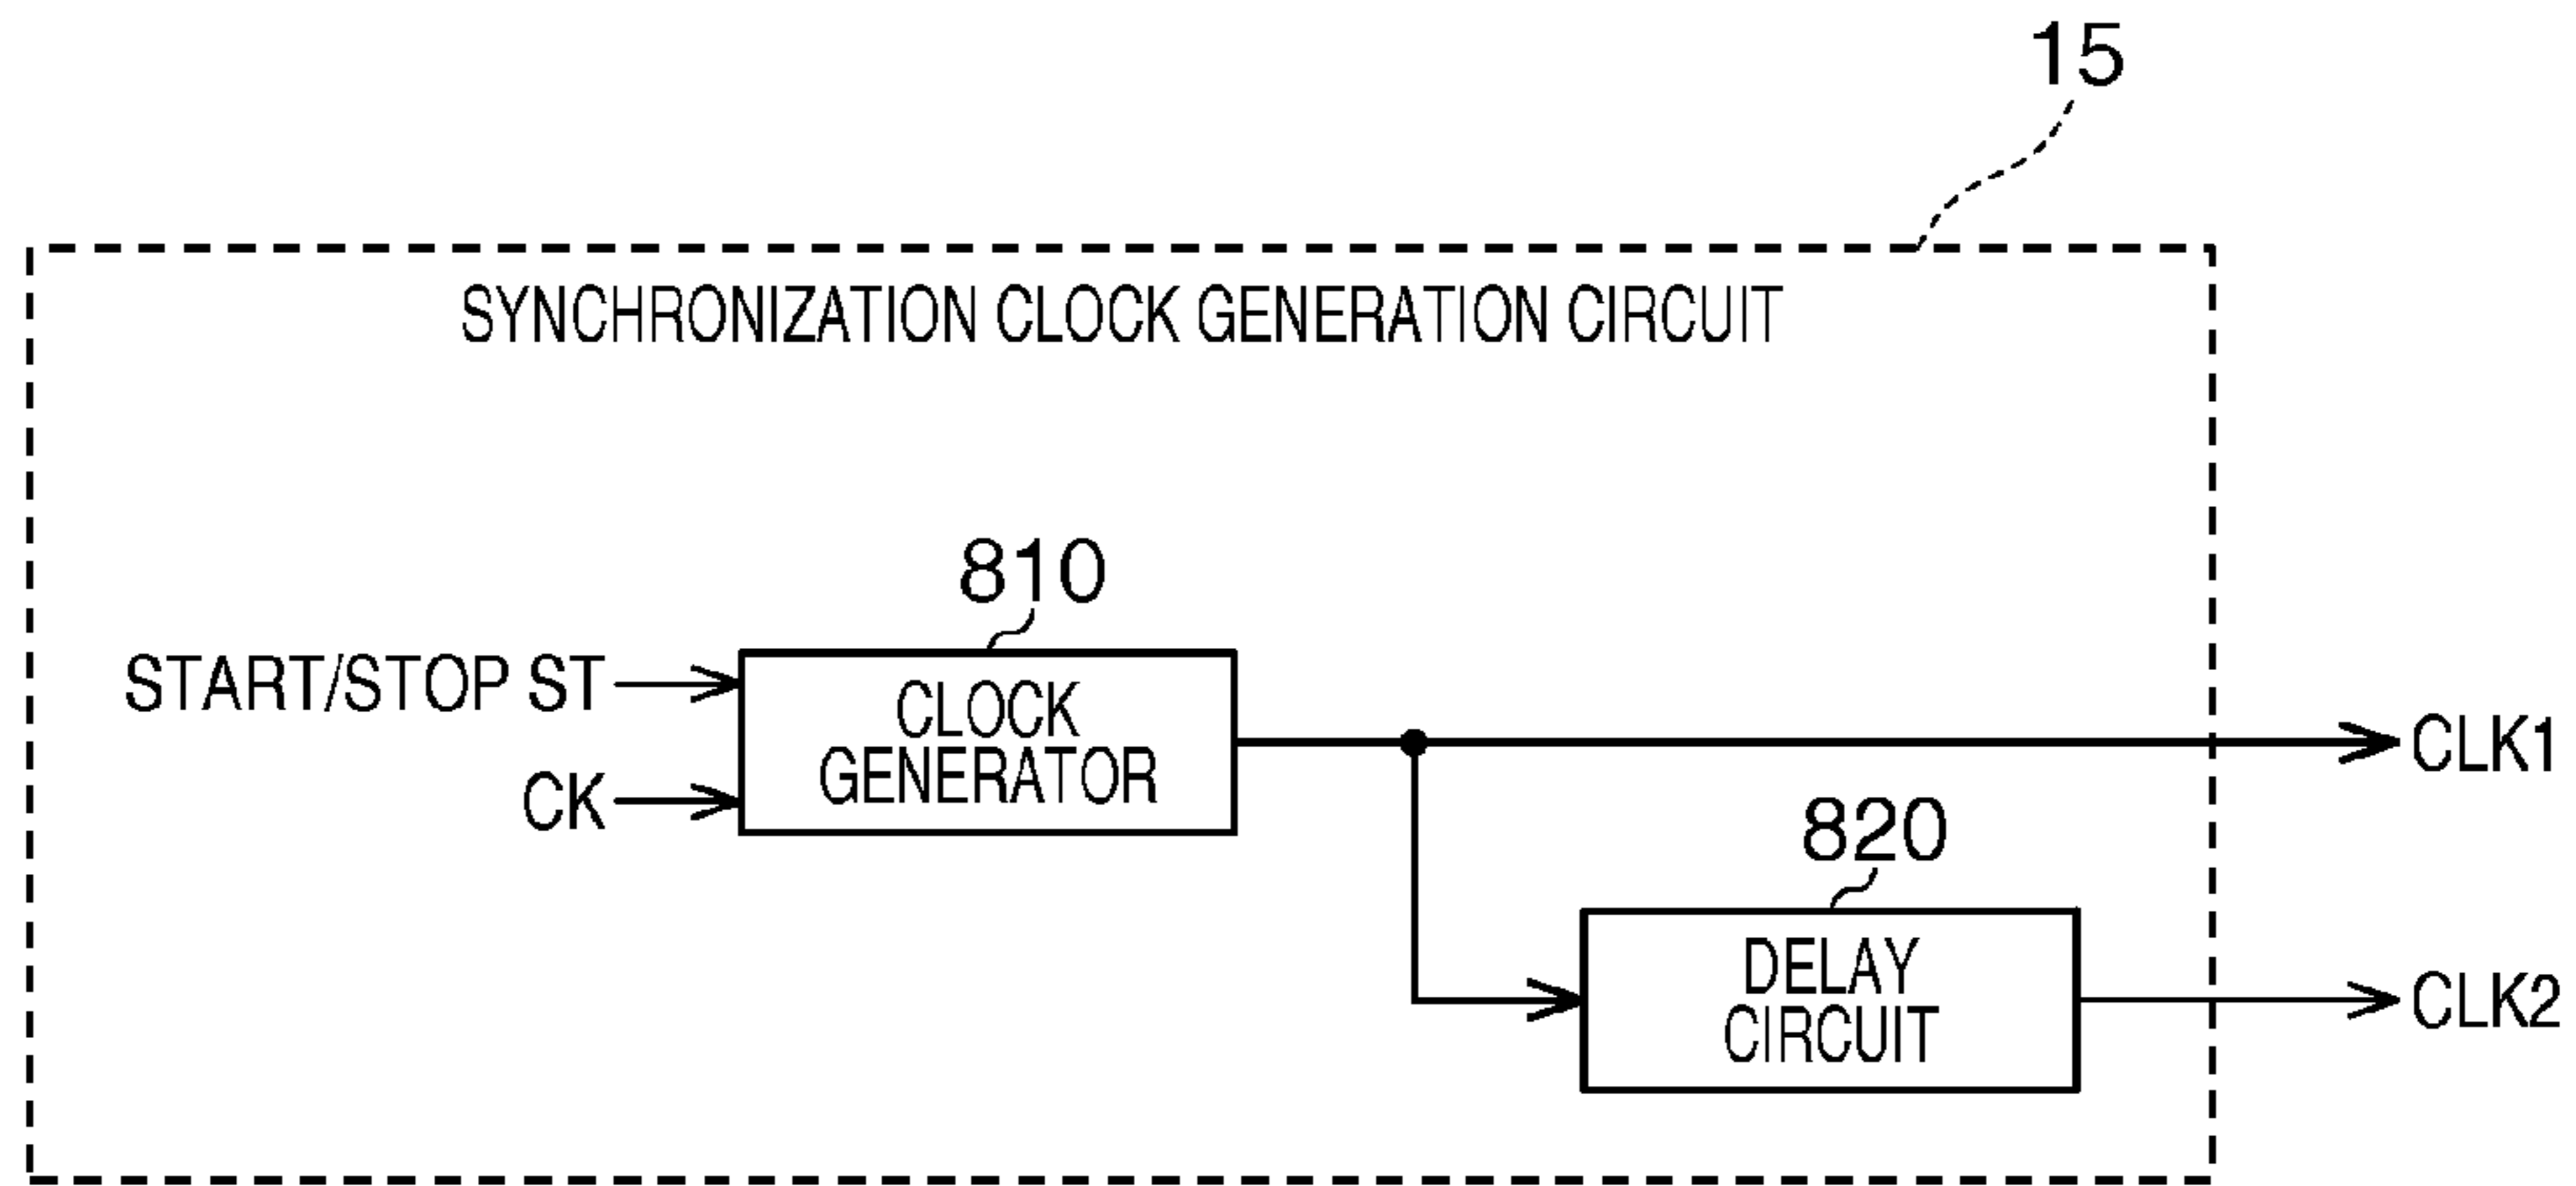 15
SYNCHRONIZATION CLOCK GENERATION CIRCUIT
810
START/STOP ST
CLOCK
GENERATOR
CK
CLK1
820
DELAY
CIRCUIT
CLK2